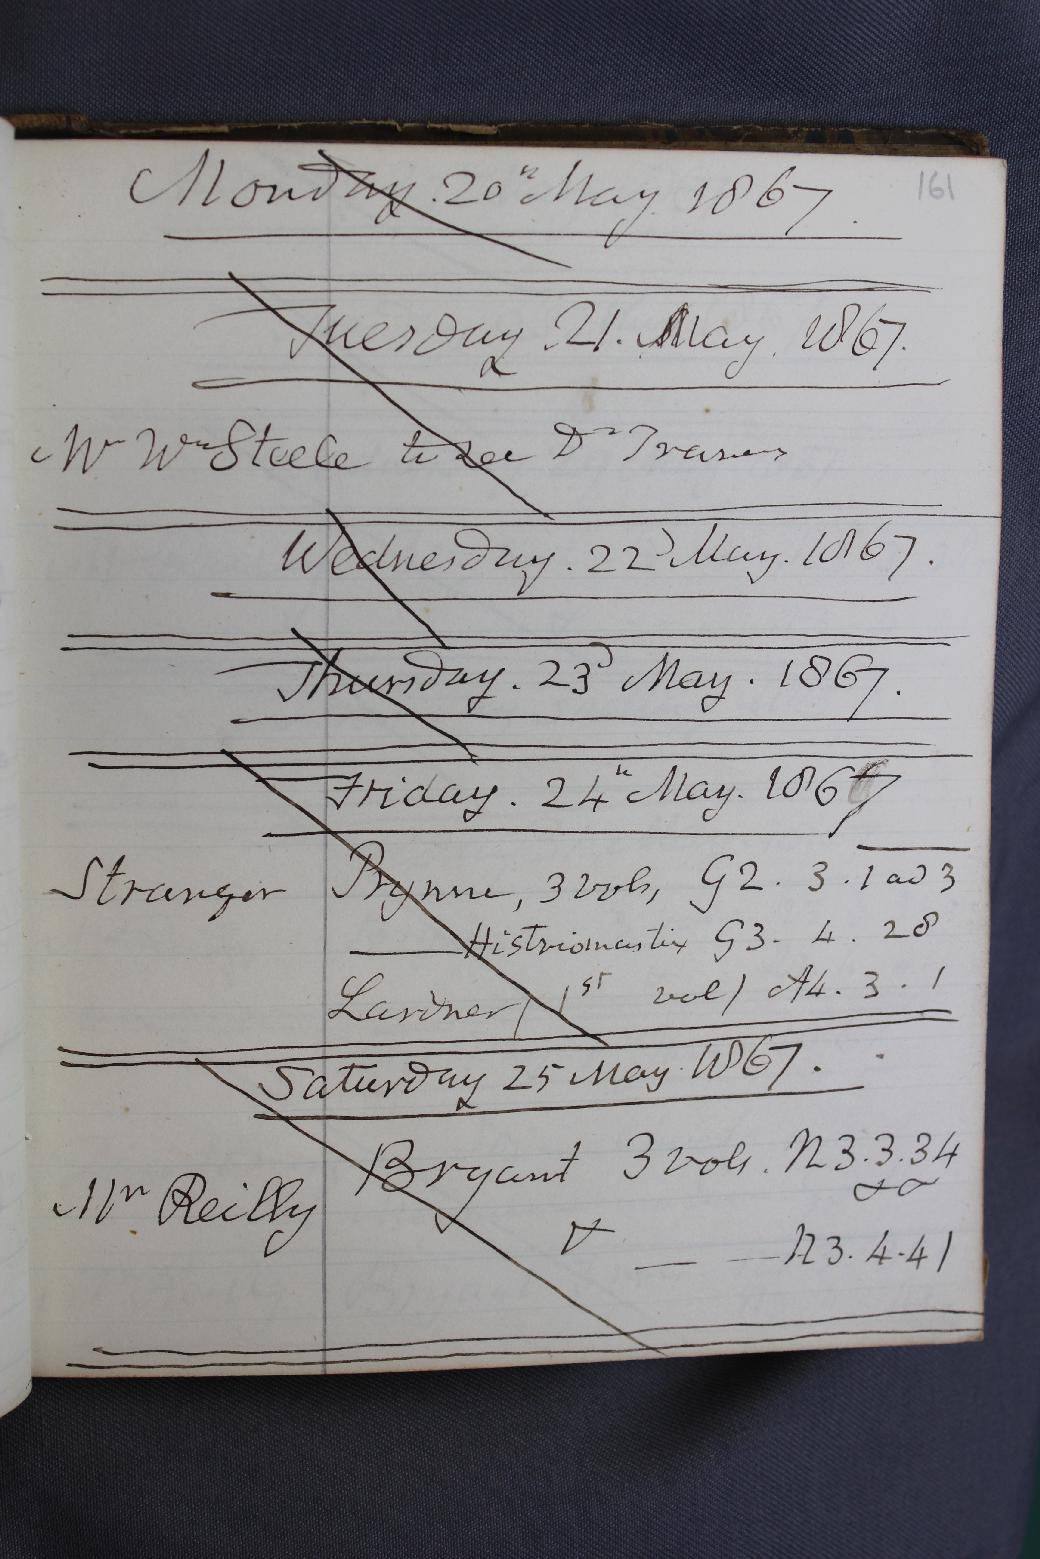 161
Monday. 20th May. 1867.
Tuesday 21. May. 1867.
Mr Wm Steele to see Dr Travers
Wednesday. 22d May. 1867.
Thursday. 23d May. 1867.
Friday. 24th May. 1867
Stranger Prynne, 3 vols, G2. 3. 1 ad 3
—— Histriomastix G3. 4. 28
Lardner (1st vol) A4. 3. 1
Saturday 25 May. 1867.
Bryant 3 vols. N3.3.34
Mr Reilly
+ — — N3.4.41